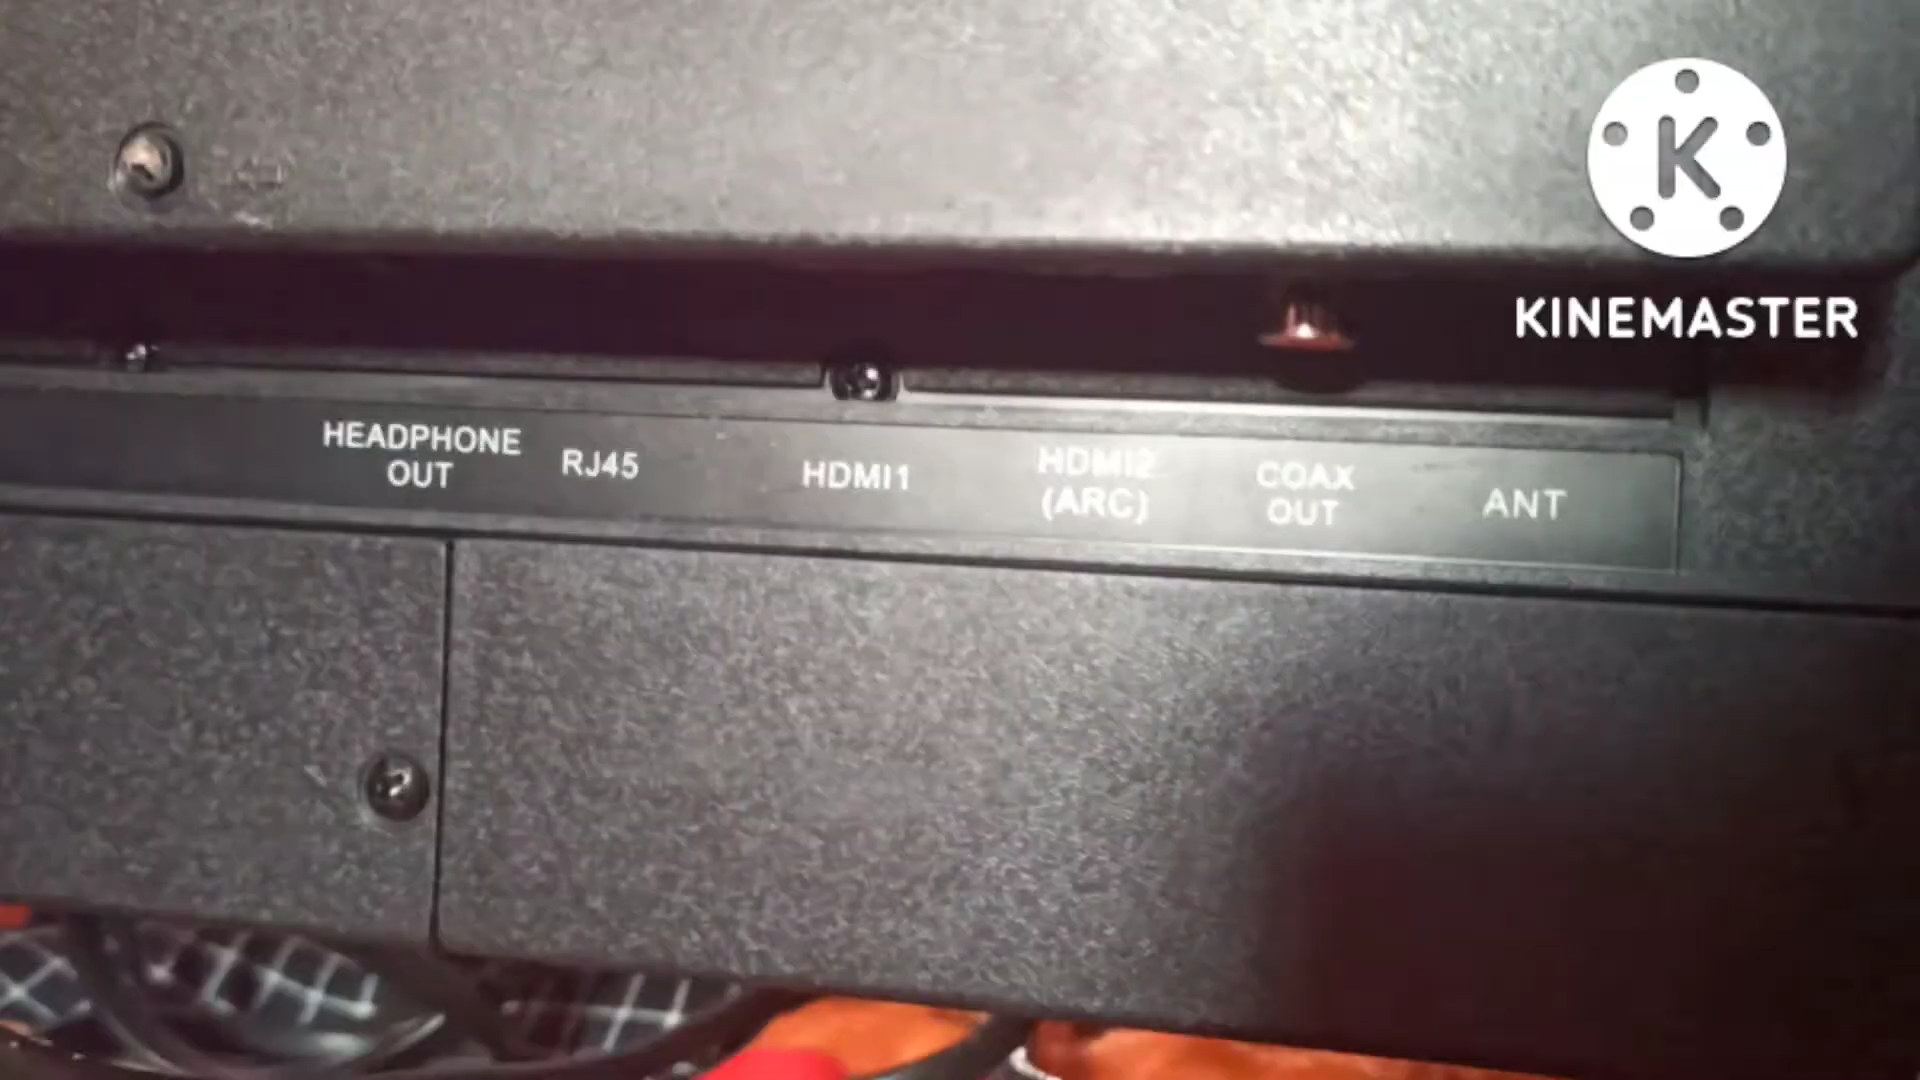 K
KINEMASTER
HEADPHONE
OUT
RJ45
HDMI1
HDMI2
(ARC)
COAX
OUT
ANT